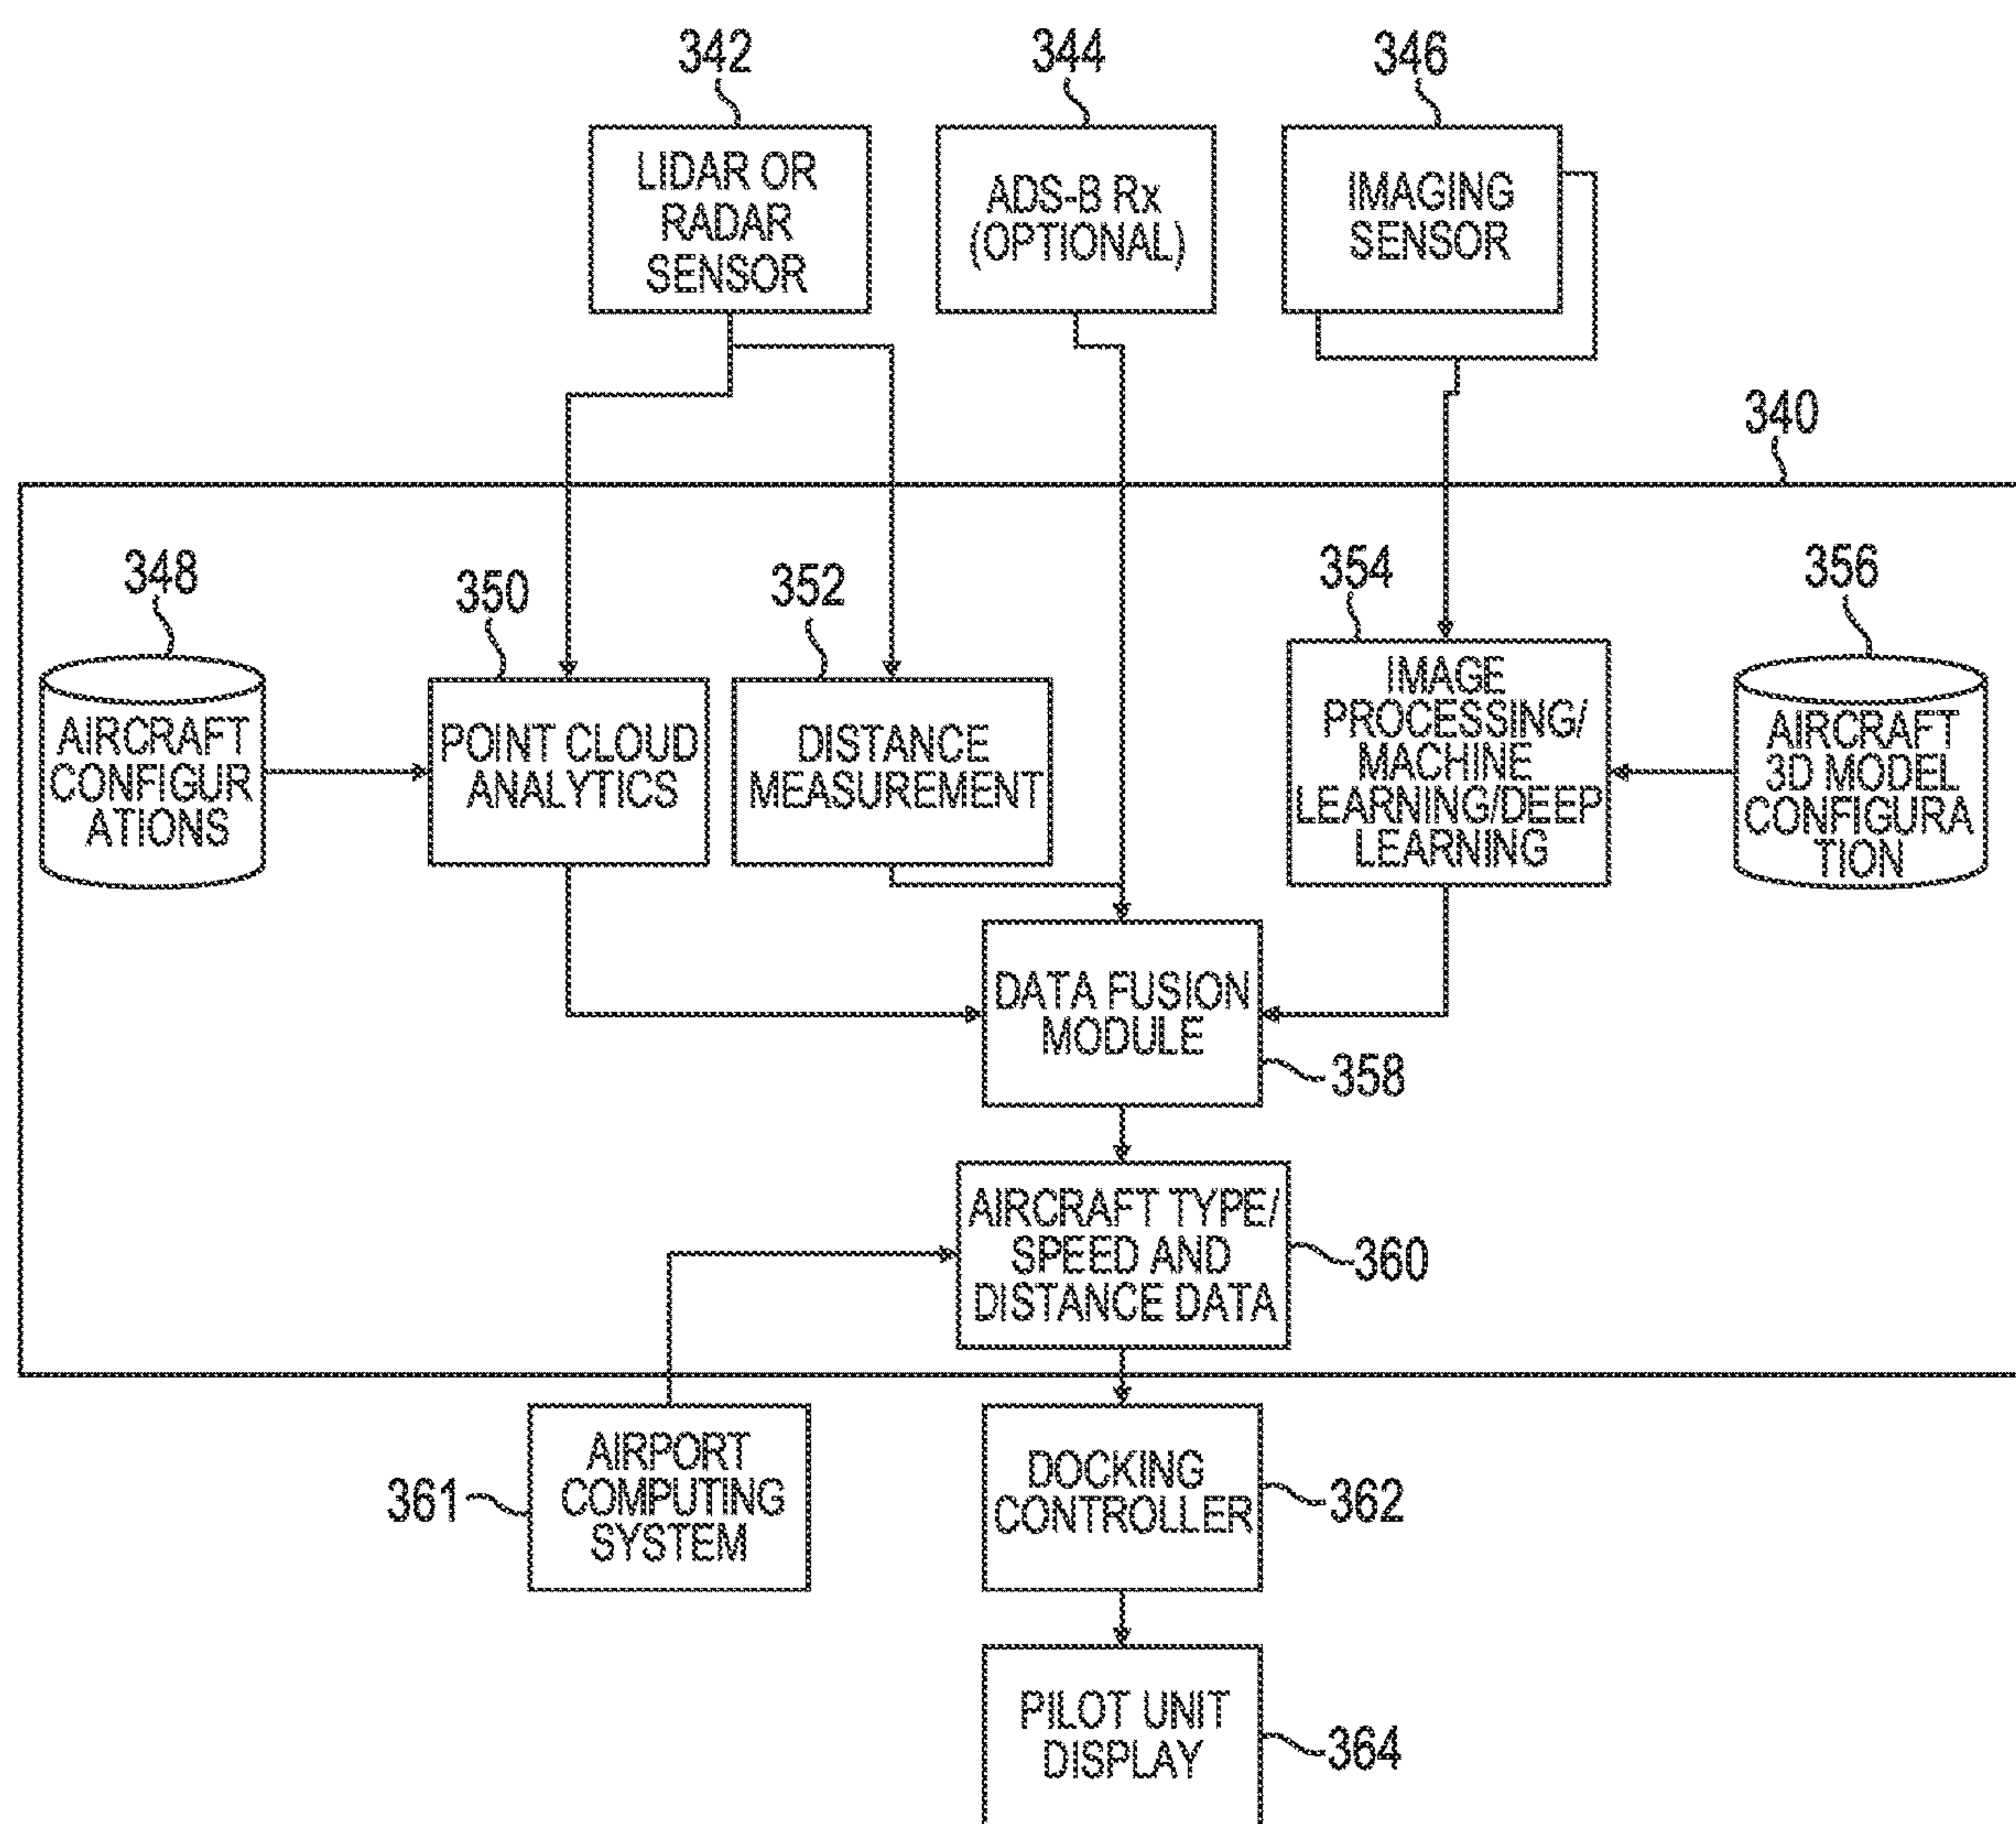 342
344
346
LIDAR OR
RADAR
SENSOR
ADS-B Rx
(OPTIONAL)
IMAGING
SENSOR
340
348
350
352
354
356
AIRCRAFT
CONFIGUR
ATIONS
POINT CLOUD
ANALYTICS
DISTANCE
MEASUREMENT
IMAGE
PROCESSING/
MACHINE
LEARNING/DEEP
LEARNING
AIRCRAFT
3D MODEL
CONFIGURA
TION
DATA FUSION
MODULE
358
AIRCRAFT TYPE/
SPEED AND
DISTANCE DATA
360
361
AIRPORT
COMPUTING
SYSTEM
DOCKING
CONTROLLER
362
PILOT UNIT
DISPLAY
364